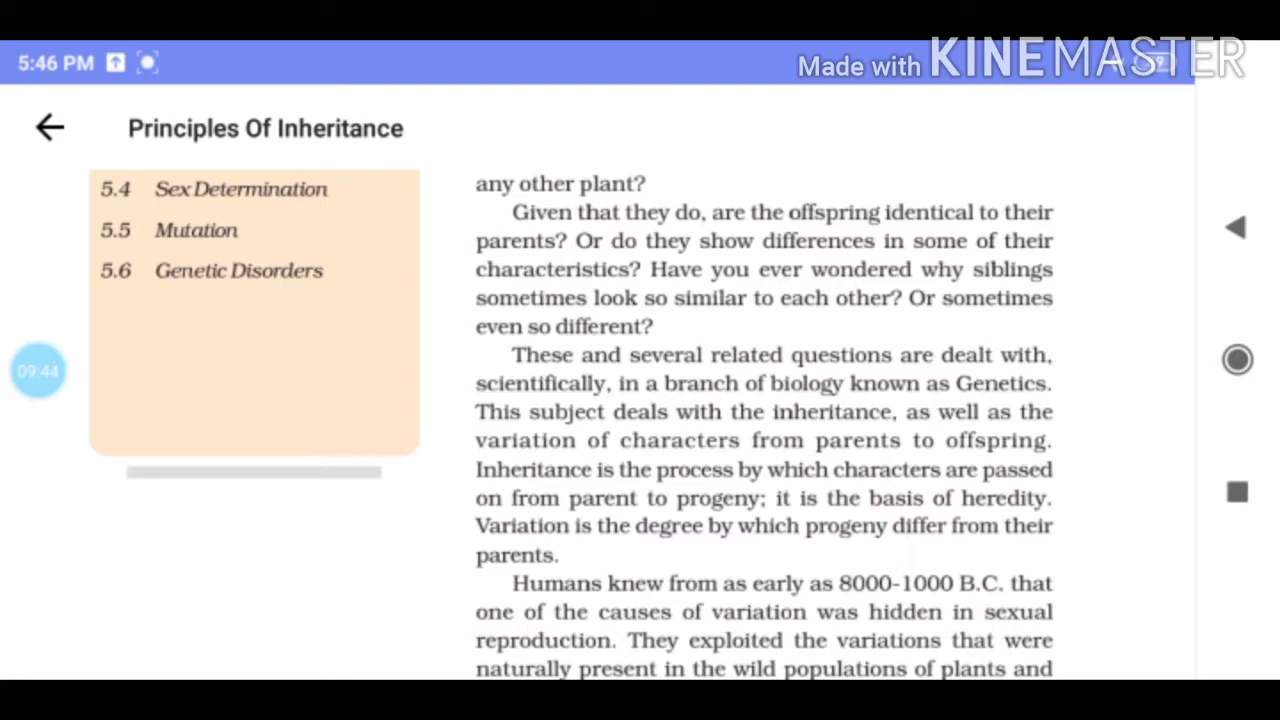 5:46 PM
Made with KINEMASTER
Principles Of Inheritance
5.4 Sex Determination
5.5 Mutation
5.6 Genetic Disorders
09:44
any other plant?
Given that they do, are the offspring identical to their
parents? Or do they show differences in some of their
characteristics? Have you ever wondered why siblings
sometimes look so similar to each other? Or sometimes
even so different?
These and several related questions are dealt with,
scientifically, in a branch of biology known as Genetics.
This subject deals with the inheritance, as well as the
variation of characters from parents to offspring.
Inheritance is the process by which characters are passed
on from parent to progeny; it is the basis of heredity.
Variation is the degree by which progeny differ from their
parents.
Humans knew from as early as 8000-1000 B.C. that
one of the causes of variation was hidden in sexual
reproduction. They exploited the variations that were
naturally present in the wild populations of plants and